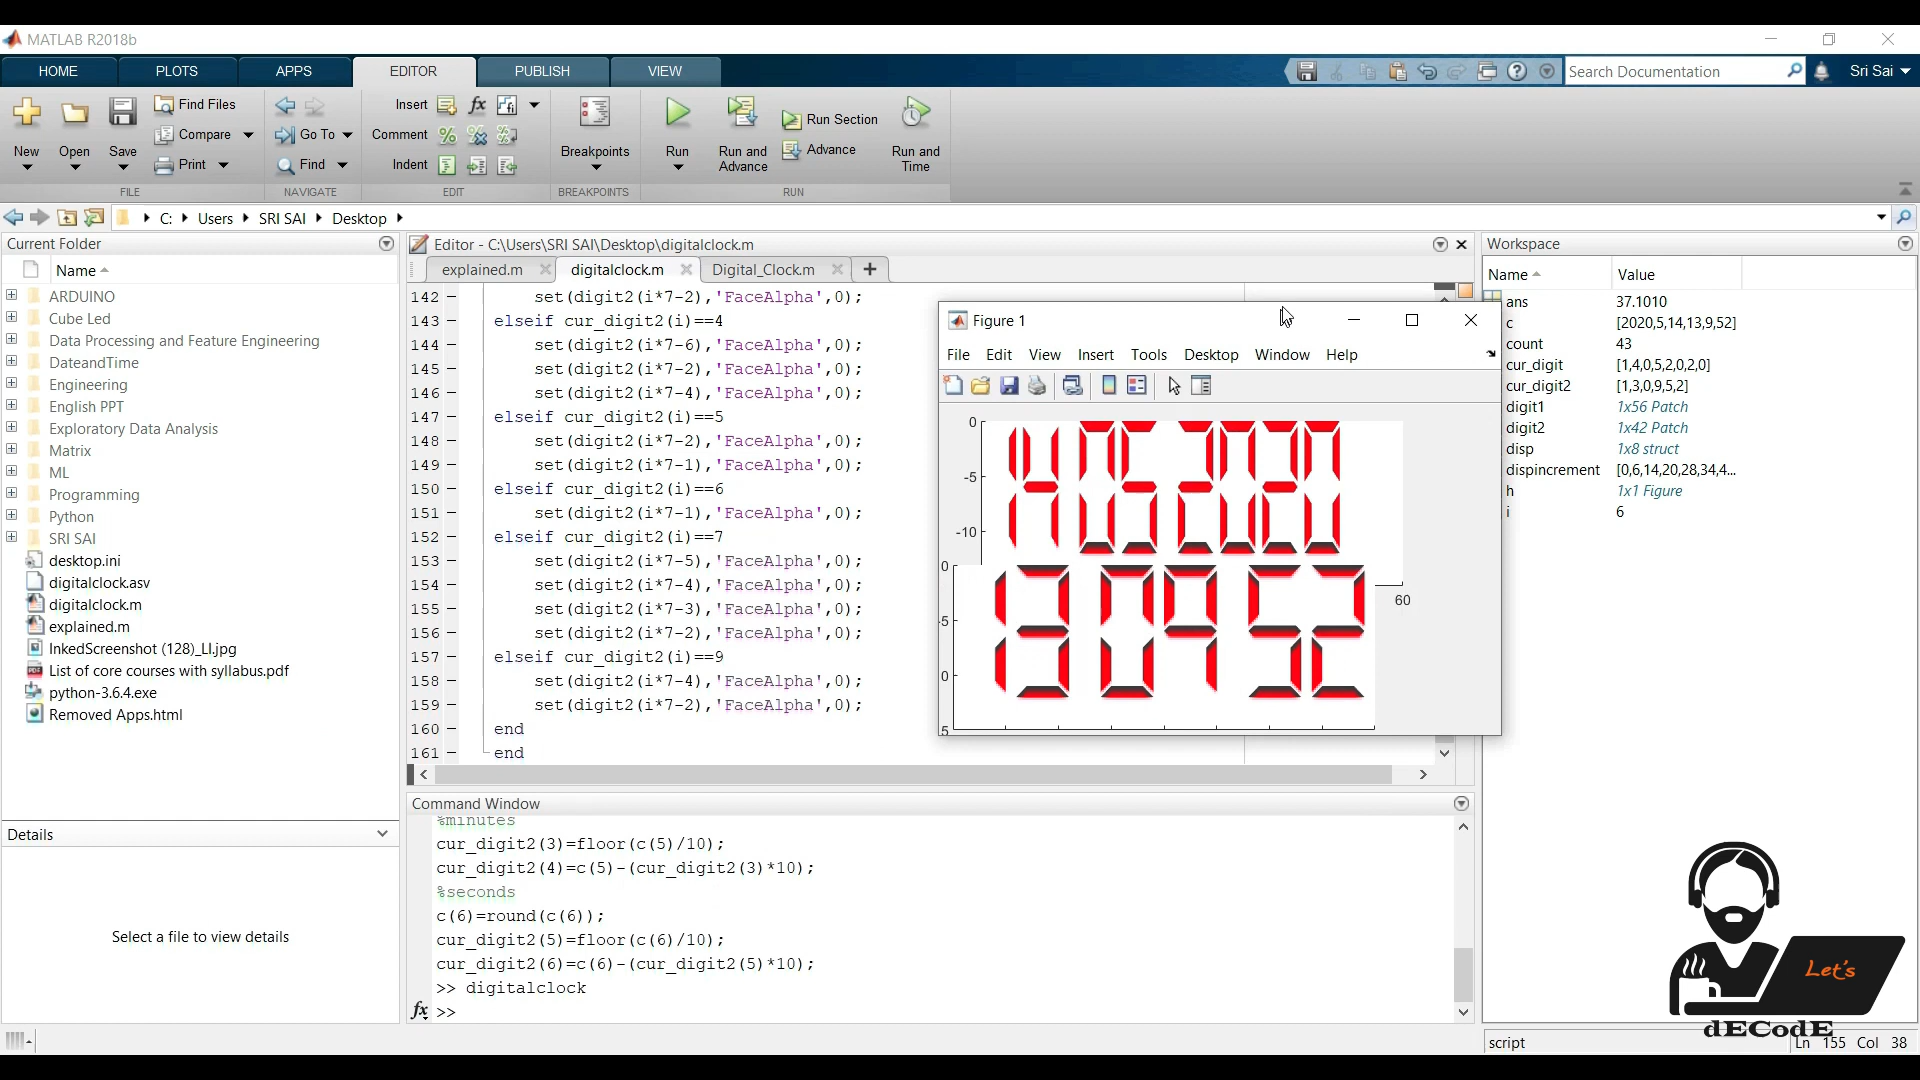 MATLAB R2018b
HOME PLOTS APPS EDITOR PUBLISH VIEW
Search Documentation
Sri Sai
New Open Save
Find Files
Compare
Print
Go To
Find
Insert
Comment
Indent
Breakpoints
Run
Run and Advance
Run Section
Advance
Run and Time
FILE NAVIGATE EDIT BREAKPOINTS RUN
C: Users SRI SAI Desktop
Current Folder
Name
ARDUINO
Cube Led
Data Processing and Feature Engineering
DateandTime
Engineering
English PPT
Exploratory Data Analysis
Matrix
ML
Programming
Python
SRI SAI
desktop.ini
digitalclock.asv
digitalclock.m
explained.m
InkedScreenshot (128)_LI.jpg
List of core courses with syllabus.pdf
python-3.6.4.exe
Removed Apps.html
Details
Select a file to view details
Editor - C:\Users\SRI SAI\Desktop\digitalclock.m
explained.m digitalclock.m Digital_Clock.m
142 set(digit2(i*7-2),'FaceAlpha',0);
143 elseif cur_digit2(i)==4
144 set(digit2(i*7-6),'FaceAlpha',0);
145 set(digit2(i*7-2),'FaceAlpha',0);
146 set(digit2(i*7-4),'FaceAlpha',0);
147 elseif cur_digit2(i)==5
148 set(digit2(i*7-2),'FaceAlpha',0);
149 set(digit2(i*7-1),'FaceAlpha',0);
150 elseif cur_digit2(i)==6
151 set(digit2(i*7-1),'FaceAlpha',0);
152 elseif cur_digit2(i)==7
153 set(digit2(i*7-5),'FaceAlpha',0);
154 set(digit2(i*7-4),'FaceAlpha',0);
155 set(digit2(i*7-3),'FaceAlpha',0);
156 set(digit2(i*7-2),'FaceAlpha',0);
157 elseif cur_digit2(i)==9
158 set(digit2(i*7-4),'FaceAlpha',0);
159 set(digit2(i*7-2),'FaceAlpha',0);
160 end
161 end
Figure 1
File Edit View Insert Tools Desktop Window Help
0
-5
-10
14 05 2020
60
0
-5
0
5
13 09 52
Command Window
%minutes
cur_digit2(3)=floor(c(5)/10);
cur_digit2(4)=c(5)-(cur_digit2(3)*10);
%seconds
c(6)=round(c(6));
cur_digit2(5)=floor(c(6)/10);
cur_digit2(6)=c(6)-(cur_digit2(5)*10);
>> digitalclock
fx >>
Workspace
Name Value
ans 37.1010
c [2020,5,14,13,9,52]
count 43
cur_digit [1,4,0,5,2,0,2,0]
cur_digit2 [1,3,0,9,5,2]
digit1 1x56 Patch
digit2 1x42 Patch
disp 1x8 struct
dispincrement [0,6,14,20,28,34,4...
h 1x1 Figure
i 6
Let's
dECodE
script
Ln 155 Col 38